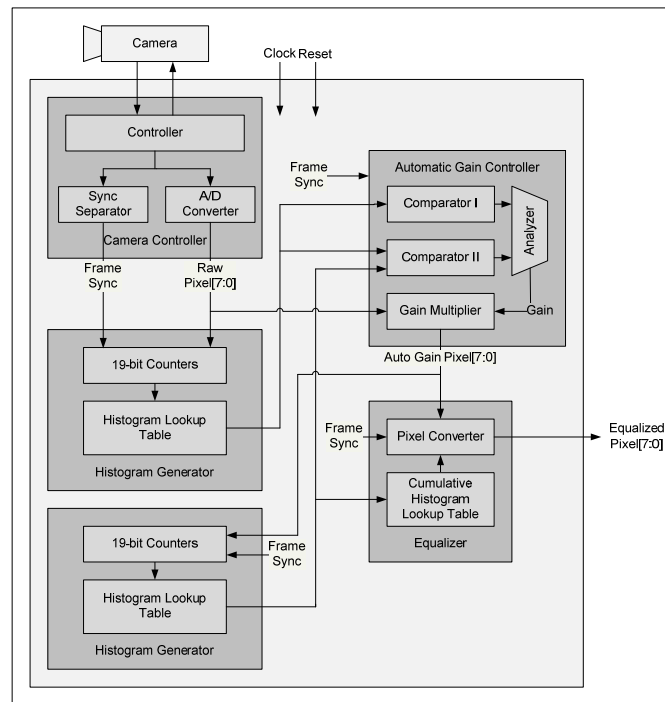 Camera
Clock Reset
Controller
Sync
Separator
A/D
Converter
Camera Controller
Frame
Sync
Raw
Pixel[7:0]
19-bit Counters
Histogram Lookup
Table
Histogram Generator
19-bit Counters
Frame
Sync
Histogram Lookup
Table
Histogram Generator
Frame
Sync
Automatic Gain Controller
Comparator I
Comparator II
Analyzer
Gain Multiplier
Gain
Auto Gain Pixel[7:0]
Frame
Sync
Pixel Converter
Cumulative
Histogram
Lookup Table
Equalizer
Equalized
Pixel[7:0]